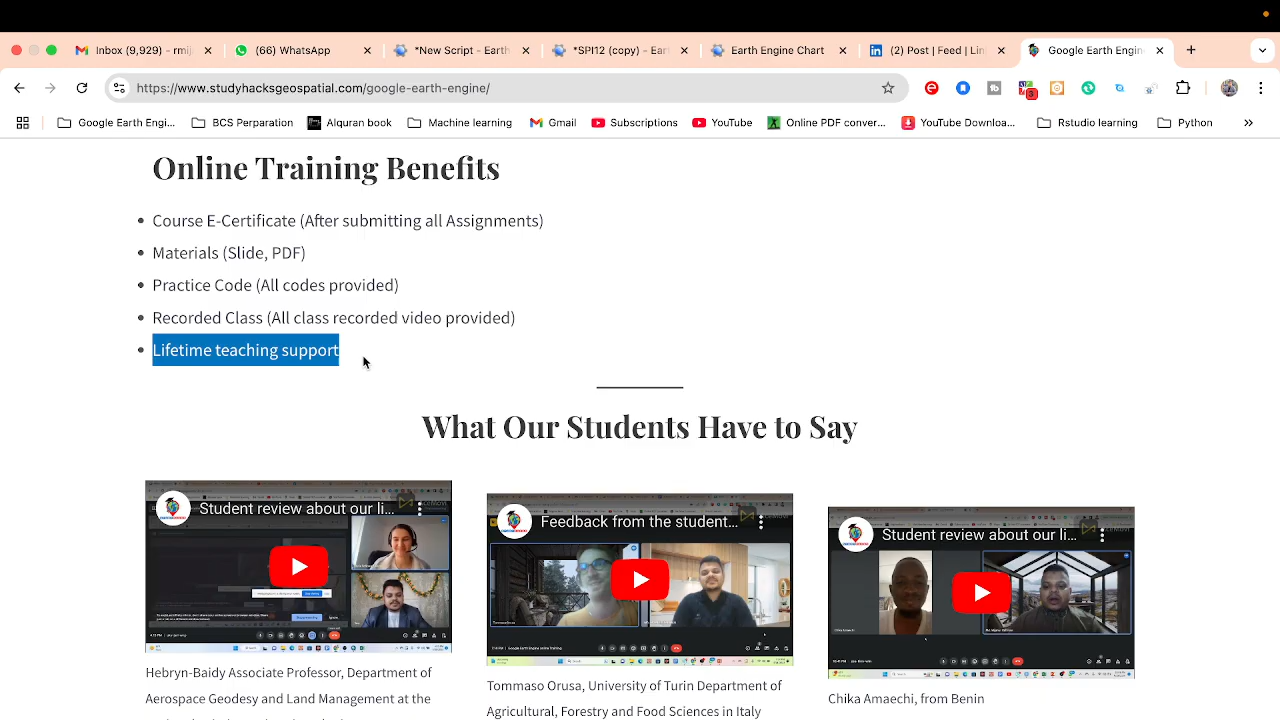 Inbox (9,929) – rmij
(66) WhatsApp
*New Script - Earth
*SPI12 (copy) – Ear
Earth Engine Chart
(2) Post | Feed | Lin
Google Earth Engin
https://www.studyhacksgeospatial.com/google-earth-engine/
3
Google Earth Engi...
BCS Perparation
Alquran book
Machine learning
Gmail
Subscriptions
YouTube
Online PDF conver...
YouTube Downloa...
Rstudio learning
Python
Online Training Benefits
Course E-Certificate (After submitting all Assignments)
Materials (Slide, PDF)
Practice Code (All codes provided)
Recorded Class (All class recorded video provided)
Lifetime teaching support
What Our Students Have to Say
Student review about our li...
Feedback from the student...
Student review about our li...
Hebryn-Baidy Associate Professor, Department of
Aerospace Geodesy and Land Management at the
Tommaso Orusa, University of Turin Department of
Agricultural, Forestry and Food Sciences in Italy
Chika Amaechi, from Benin